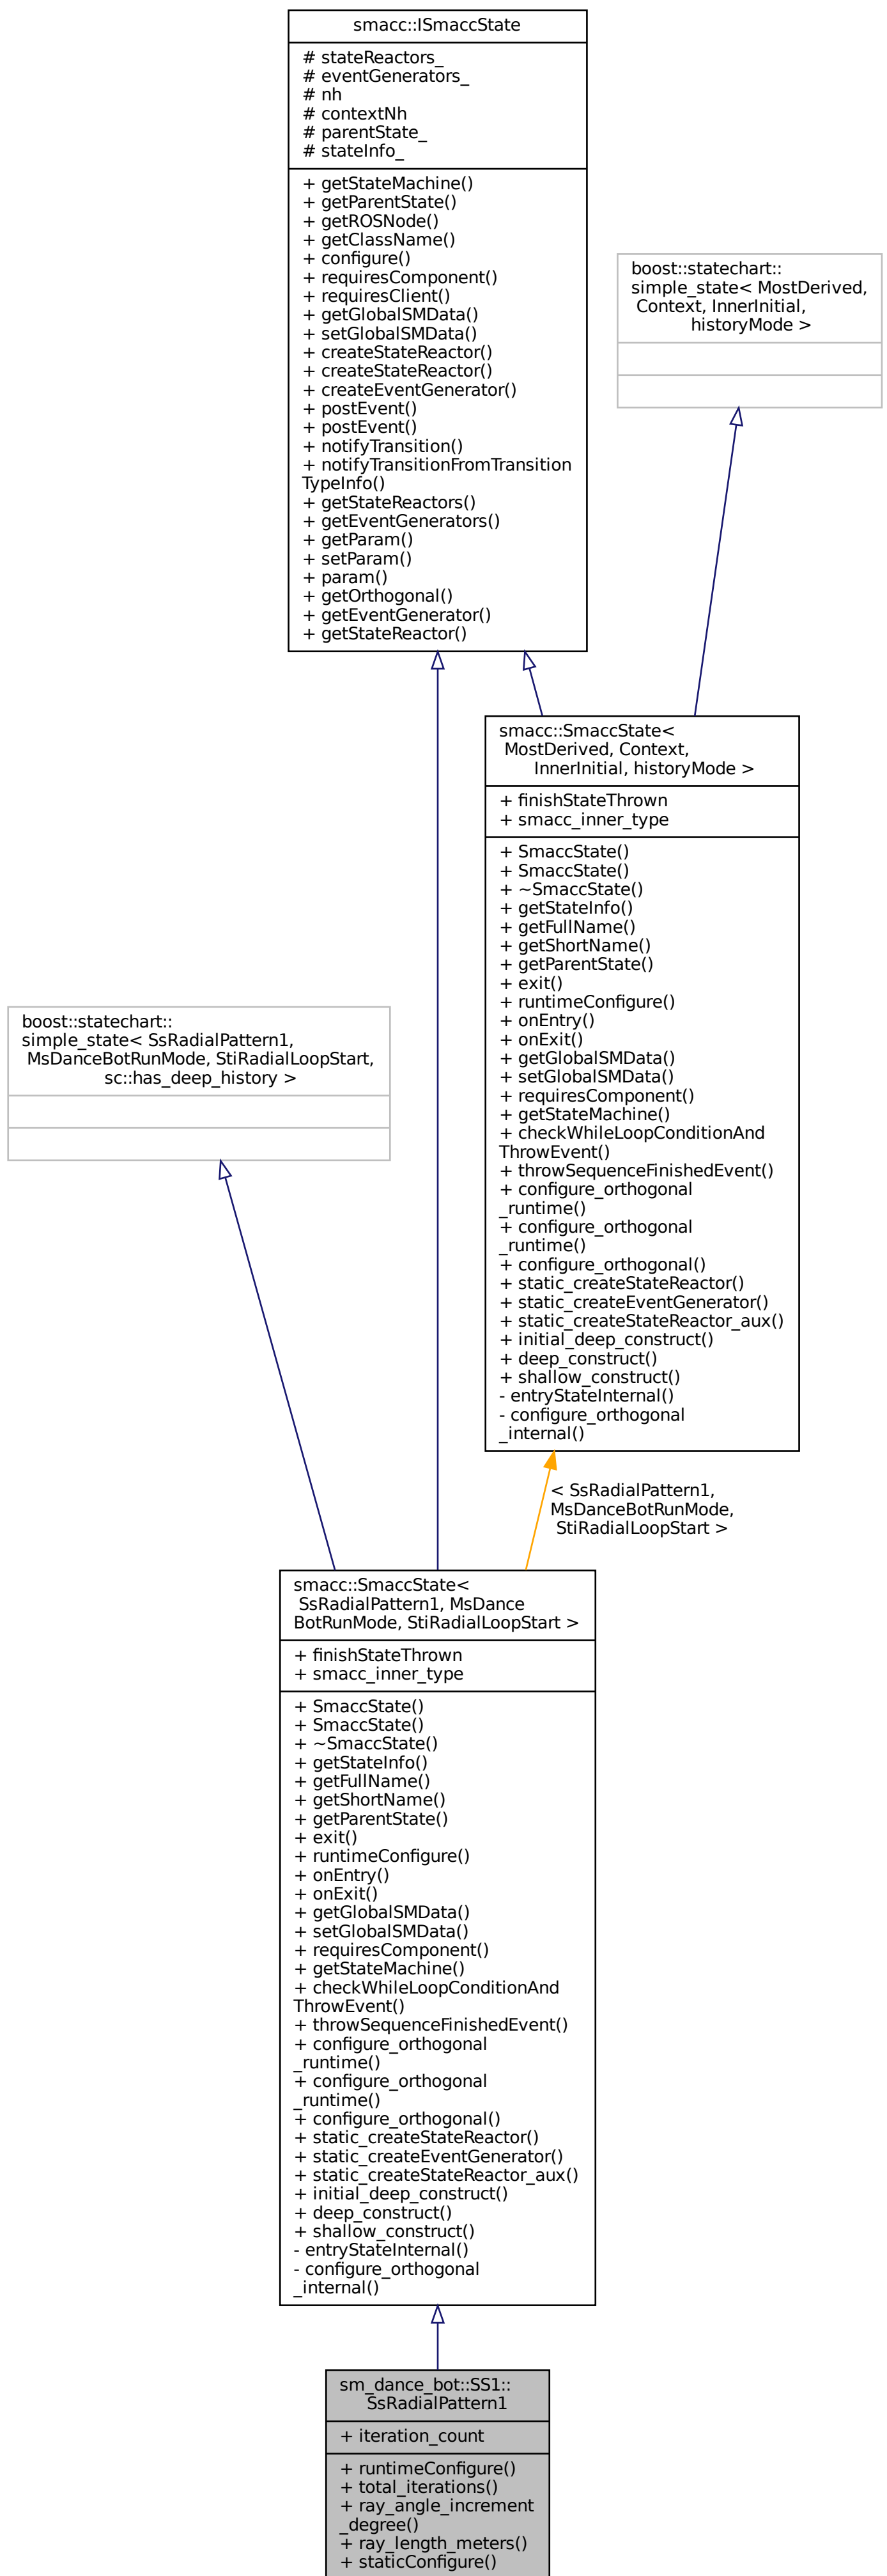 smacc::ISmaccState
# stateReactors_
# eventGenerators_
# nh
# contextNh
# parentState_
# stateInfo_
+ getStateMachine()
+ getParentState()
+ getROSNode()
+ getClassName()
+ configure()
+ requiresComponent()
+ requiresClient()
+ getGlobalSMData()
+ setGlobalSMData()
+ createStateReactor()
+ createStateReactor()
+ createEventGenerator()
+ postEvent()
+ postEvent()
+ notifyTransition()
+ notifyTransitionFromTransition
TypeInfo()
+ getStateReactors()
+ getEventGenerators()
+ getParam()
+ setParam()
+ param()
+ getOrthogonal()
+ getEventGenerator()
+ getStateReactor()
boost::statechart::
simple_state< MostDerived,
Context, InnerInitial,
historyMode >
smacc::SmaccState<
MostDerived, Context,
InnerInitial, historyMode >
+ finishStateThrown
+ smacc_inner_type
+ SmaccState()
+ SmaccState()
+ ~SmaccState()
+ getStateInfo()
+ getFullName()
+ getShortName()
+ getParentState()
+ exit()
+ runtimeConfigure()
+ onEntry()
+ onExit()
+ getGlobalSMData()
+ setGlobalSMData()
+ requiresComponent()
+ getStateMachine()
+ checkWhileLoopConditionAnd
ThrowEvent()
+ throwSequenceFinishedEvent()
+ configure_orthogonal
_runtime()
+ configure_orthogonal
_runtime()
+ configure_orthogonal()
+ static_createStateReactor()
+ static_createEventGenerator()
+ static_createStateReactor_aux()
+ initial_deep_construct()
+ deep_construct()
+ shallow_construct()
- entryStateInternal()
- configure_orthogonal
_internal()
boost::statechart::
simple_state< SsRadialPattern1,
MsDanceBotRunMode, StiRadialLoopStart,
sc::has_deep_history >
< SsRadialPattern1,
MsDanceBotRunMode,
StiRadialLoopStart >
smacc::SmaccState<
SsRadialPattern1, MsDance
BotRunMode, StiRadialLoopStart >
+ finishStateThrown
+ smacc_inner_type
+ SmaccState()
+ SmaccState()
+ ~SmaccState()
+ getStateInfo()
+ getFullName()
+ getShortName()
+ getParentState()
+ exit()
+ runtimeConfigure()
+ onEntry()
+ onExit()
+ getGlobalSMData()
+ setGlobalSMData()
+ requiresComponent()
+ getStateMachine()
+ checkWhileLoopConditionAnd
ThrowEvent()
+ throwSequenceFinishedEvent()
+ configure_orthogonal
_runtime()
+ configure_orthogonal
_runtime()
+ configure_orthogonal()
+ static_createStateReactor()
+ static_createEventGenerator()
+ static_createStateReactor_aux()
+ initial_deep_construct()
+ deep_construct()
+ shallow_construct()
- entryStateInternal()
- configure_orthogonal
_internal()
sm_dance_bot::SS1::
SsRadialPattern1
+ iteration_count
+ runtimeConfigure()
+ total_iterations()
+ ray_angle_increment
_degree()
+ ray_length_meters()
+ staticConfigure()